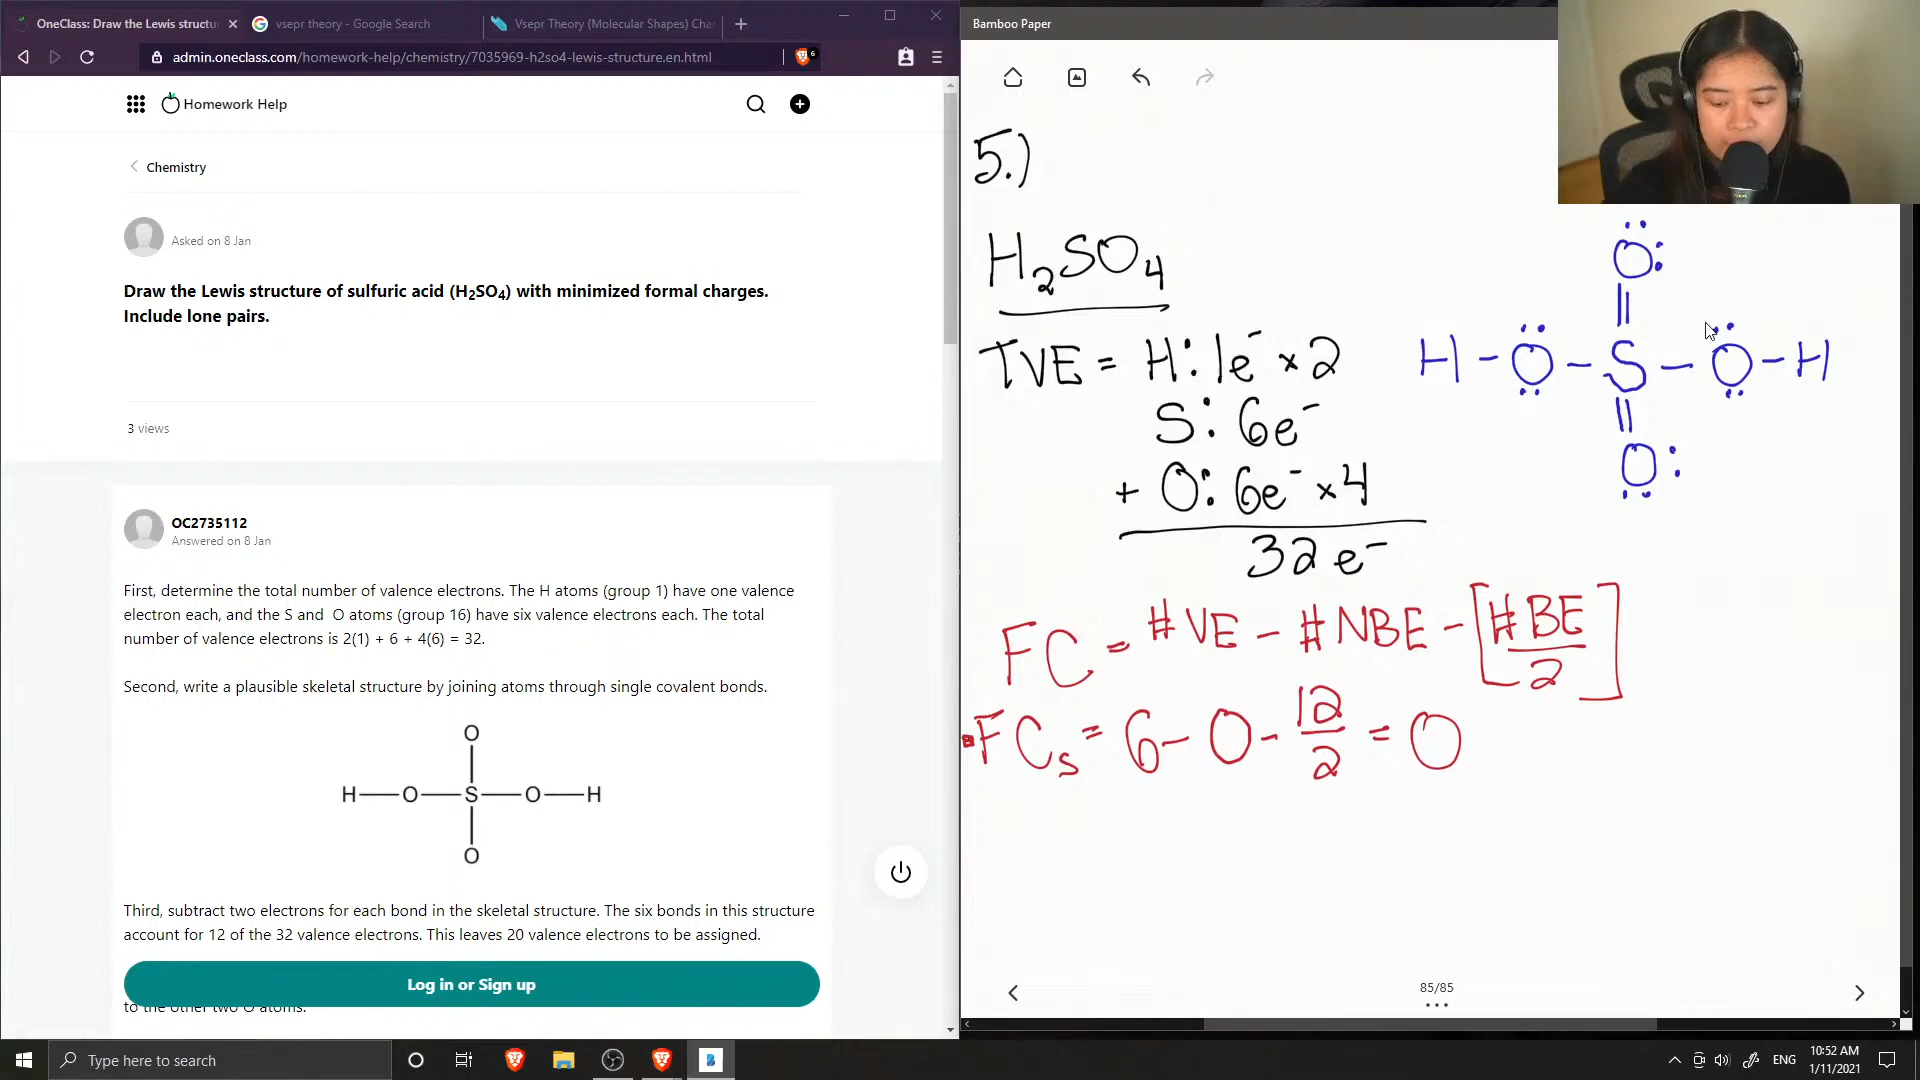 OneClass: Draw the Lewis structu
vsepr theory - Google Search
Vsepr Theory (Molecular Shapes) Cha
admin.oneclass.com/homework-help/chemistry/7035969-h2so4-lewis-structure.en.html
6
Homework Help
Chemistry
Asked on 8 Jan
Draw the Lewis structure of sulfuric acid (H₂SO₄) with minimized formal charges.
Include lone pairs.
3 views
OC2735112
Answered on 8 Jan
First, determine the total number of valence electrons. The H atoms (group 1) have one valence
electron each, and the S and O atoms (group 16) have six valence electrons each. The total
number of valence electrons is 2(1) + 6 + 4(6) = 32.
Second, write a plausible skeletal structure by joining atoms through single covalent bonds.
O
H—O—S—O—H
O
Third, subtract two electrons for each bond in the skeletal structure. The six bonds in this structure
account for 12 of the 32 valence electrons. This leaves 20 valence electrons to be assigned.
Log in or Sign up
to the other two O atoms.
Bamboo Paper
5.)
H₂SO₄
TVE = H: 1e⁻ × 2
S: 6e⁻
+ O: 6e⁻ × 4
32 e⁻
O
H - O - S - O - H
O
FC = #VE - #NBE - [#BE/2]
FCs = 6 - 0 - 12/2 = 0
85/85
Type here to search
ENG
10:52 AM
1/11/2021